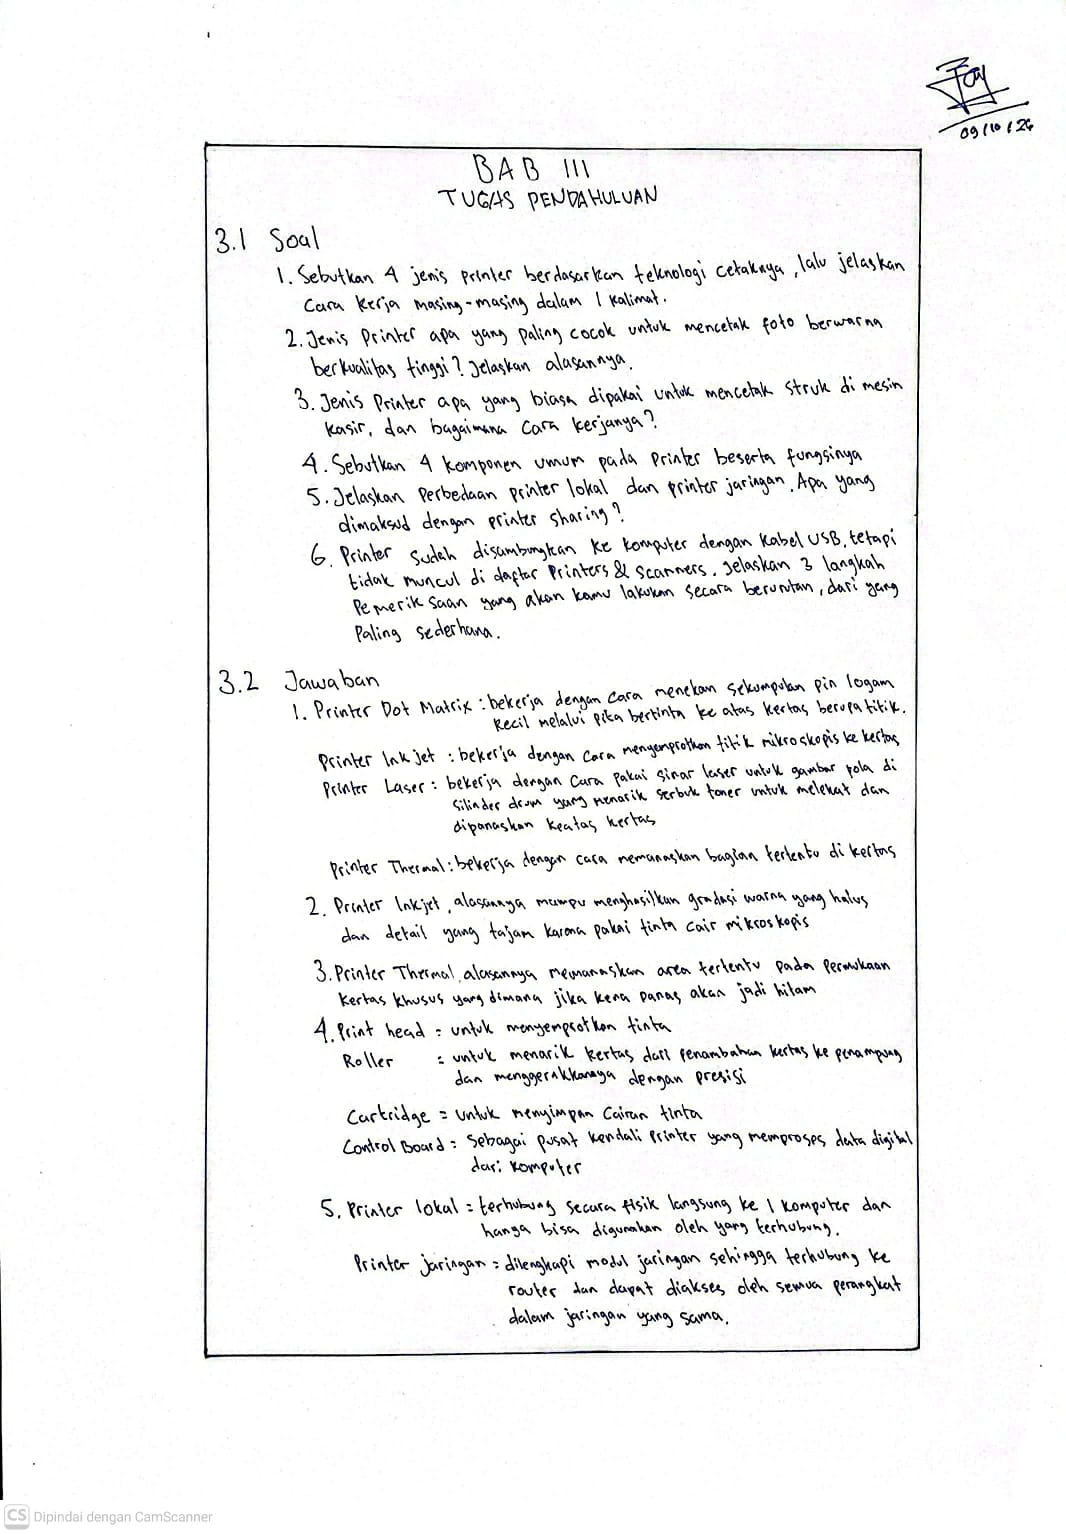 09/10/26
BAB III
TUGAS PENDAHULUAN
3.1 Soal
1. Sebutkan 4 jenis printer berdasarkan teknologi cetaknya, lalu jelaskan
Cara kerja masing-masing dalam 1 kalimat.
2. Jenis Printer apa yang paling cocok untuk mencetak foto berwarna
berkualitas tinggi? Jelaskan alasannya.
3. Jenis Printer apa yang biasa dipakai untuk mencetak struk di mesin
kasir, dan bagaimana Cara kerjanya?
4. Sebutkan 4 komponen umum pada Printer beserta fungsinya
5. Jelaskan Perbedaan printer lokal dan printer jaringan. Apa yang
dimaksud dengan printer sharing?
6. Printer sudah disambungkan ke komputer dengan kabel USB, tetapi
tidak muncul di daftar Printers & scanners. Jelaskan 3 langkah
Pemeriksaan yang akan kamu lakukan secara berurutan, dari yang
Paling sederhana.
3.2 Jawaban
1. Printer Dot Matrix : bekerja dengan cara menekan sekumpulan pin logam
kecil melalui pita bertinta ke atas kertas berupa titik.
Printer Inkjet : bekerja dengan cara menyemprotkan titik mikroskopis ke kertas
Printer Laser : bekerja dengan cara pakai sinar laser untuk gambar pola di
silinder drum yang menarik serbuk toner untuk melekat dan
dipanaskan keatas kertas
Printer Thermal : bekerja dengan cara memanaskan bagian tertentu di kertas
2. Printer Inkjet, alasannya mampu menghasilkan gradasi warna yang halus
dan detail yang tajam karena pakai tinta cair mikroskopis
3. Printer Thermal, alasannya memanaskan area tertentu pada Permukaan
kertas khusus yang dimana jika kena panas akan jadi hitam
4. Print head = untuk menyemprotkan tinta
Roller = untuk menarik kertas dari penambahan kertas ke penampung
dan menggerakkannya dengan presisi
Cartridge = untuk menyimpan Cairan tinta
Control Board = Sebagai pusat kendali Printer yang memproses data digital
dari komputer
5. Printer lokal = terhubung secara fisik langsung ke 1 komputer dan
hanya bisa digunakan oleh yang terhubung.
Printer jaringan = dilengkapi modul jaringan sehingga terhubung ke
router dan dapat diakses oleh semua perangkat
dalam jaringan yang sama.
CS Dipindai dengan CamScanner